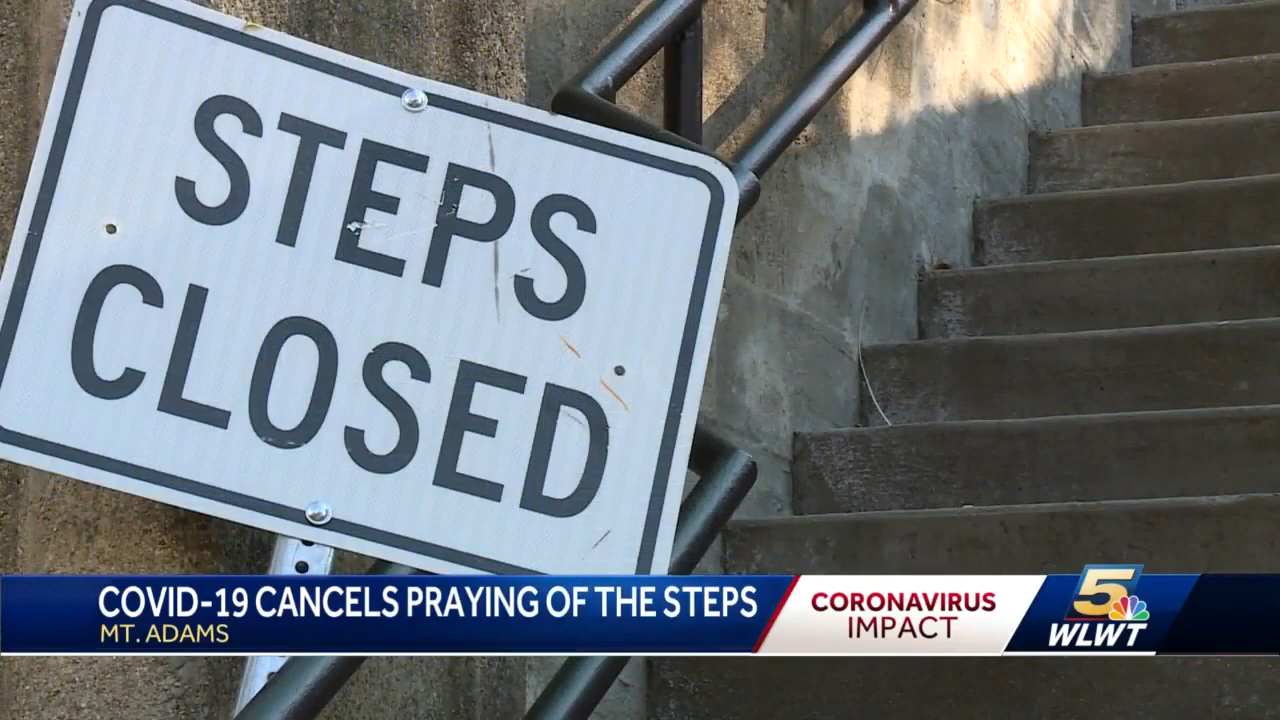 STEPS
CLOSED
COVID-19 CANCELS PRAYING OF THE STEPS
MT. ADAMS
CORONAVIRUS
IMPACT
5
WLWT